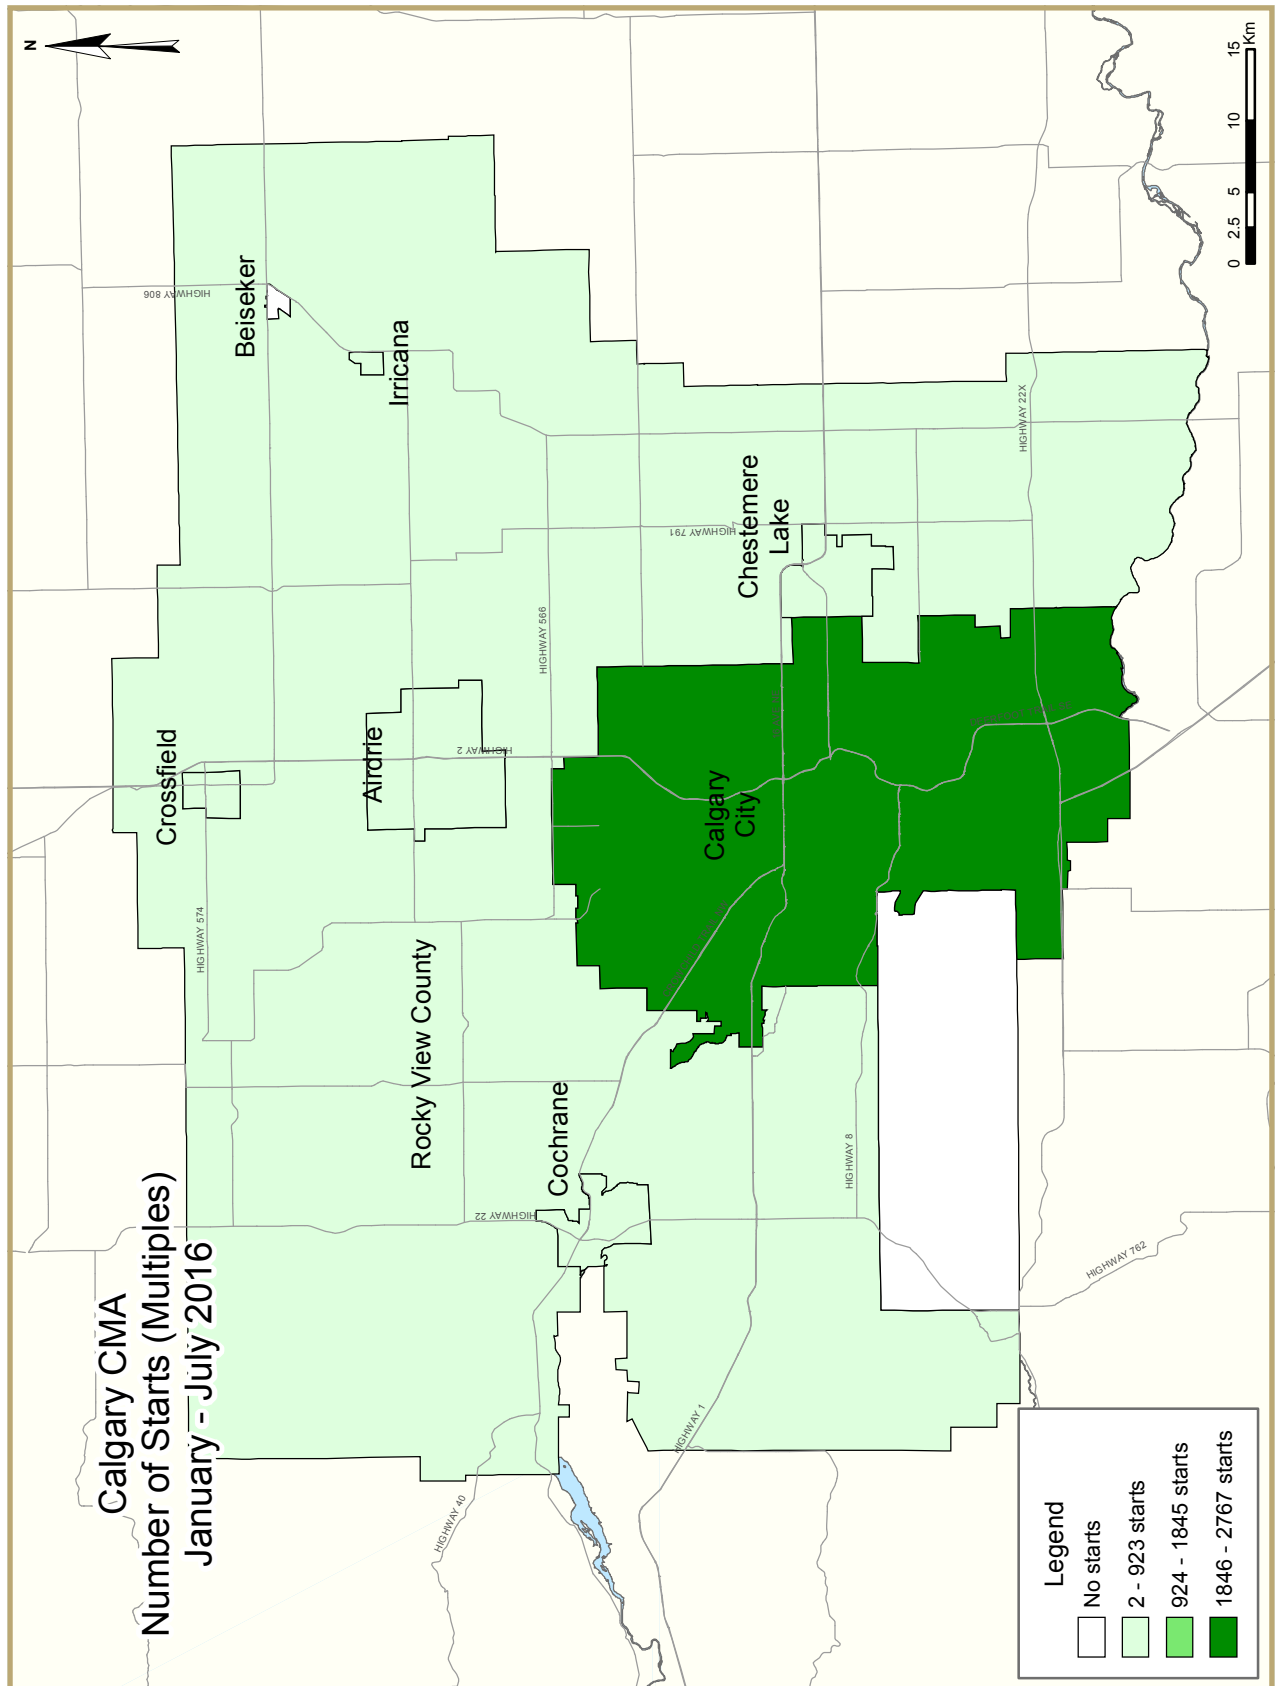 Calgary CMA
Number of Starts (Multiples)
January - July 2016
N
Crossfield
Beiseker
Irricana
Airdrie
Rocky View County
Cochrane
Calgary
City
Chestemere
Lake
HIGHWAY 806
HIGHWAY 574
HIGHWAY 2
HIGHWAY 566
HIGHWAY 791
HIGHWAY 22X
HIGHWAY 22
HIGHWAY 8
HIGHWAY 40
HIGHWAY 1
HIGHWAY 762
Legend
No starts
2 - 923 starts
924 - 1845 starts
1846 - 2767 starts
0 2.5 5 10 15
Km